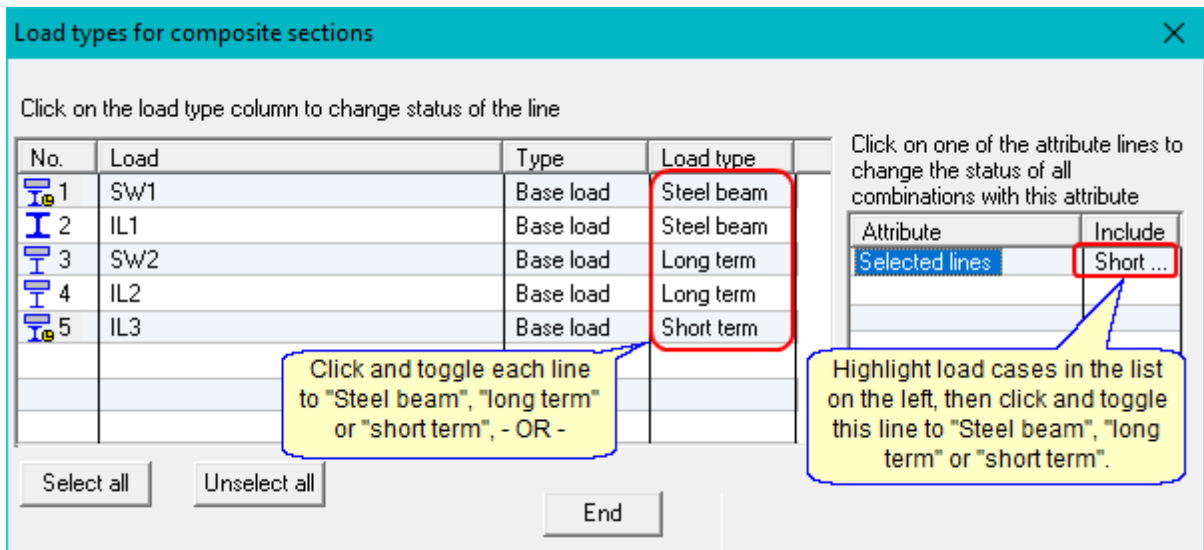 Load types for composite sections
Click on the load type column to change status of the line
No. Load Type Load type
1 SW1 Base load Steel beam
2 IL1 Base load Steel beam
3 SW2 Base load Long term
4 IL2 Base load Long term
5 IL3 Base load Short term
Click and toggle each line
to "Steel beam", "long term"
or "short term", - OR -
Click on one of the attribute lines to
change the status of all
combinations with this attribute
Attribute Include
Selected lines Short ...
Highlight load cases in the list
on the left, then click and toggle
this line to "Steel beam", "long
term" or "short term".
Select all Unselect all
End